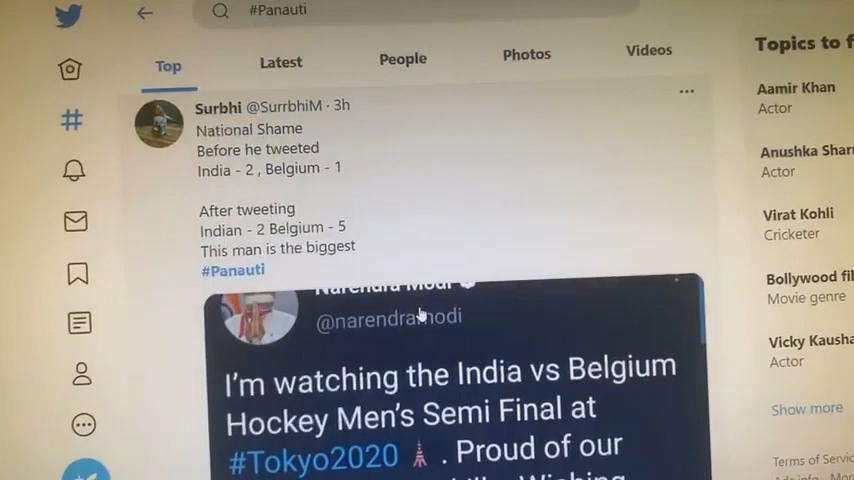 #Panauti
Top
Latest
People
Photos
Videos
Surbhi @SurrbhiM · 3h
National Shame
Before he tweeted
India - 2 , Belgium - 1
After tweeting
Indian - 2 Belgium - 5
This man is the biggest
#Panauti
Narendra Modi
@narendramodi
I'm watching the India vs Belgium
Hockey Men's Semi Final at
#Tokyo2020 🗼 . Proud of our
Topics to f
Aamir Khan
Actor
Anushka Shar
Actor
Virat Kohli
Cricketer
Bollywood fil
Movie genre
Vicky Kausha
Actor
Show more
Terms of Servic